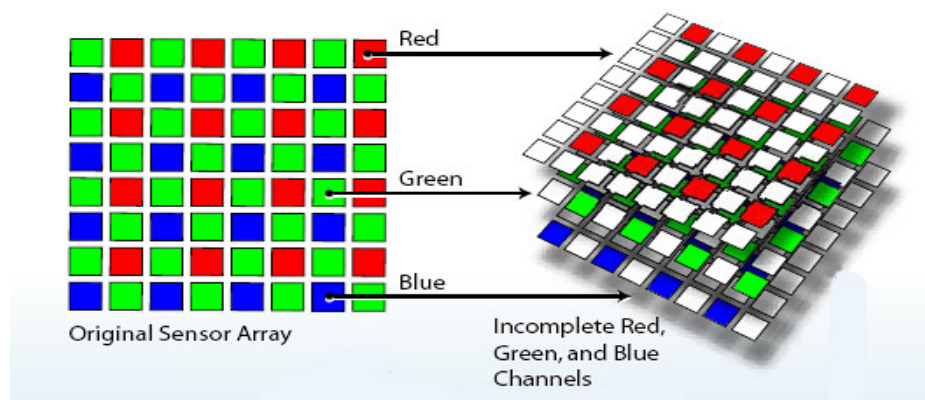 Red
Green
Blue
Original Sensor Array
Incomplete Red,
Green, and Blue
Channels